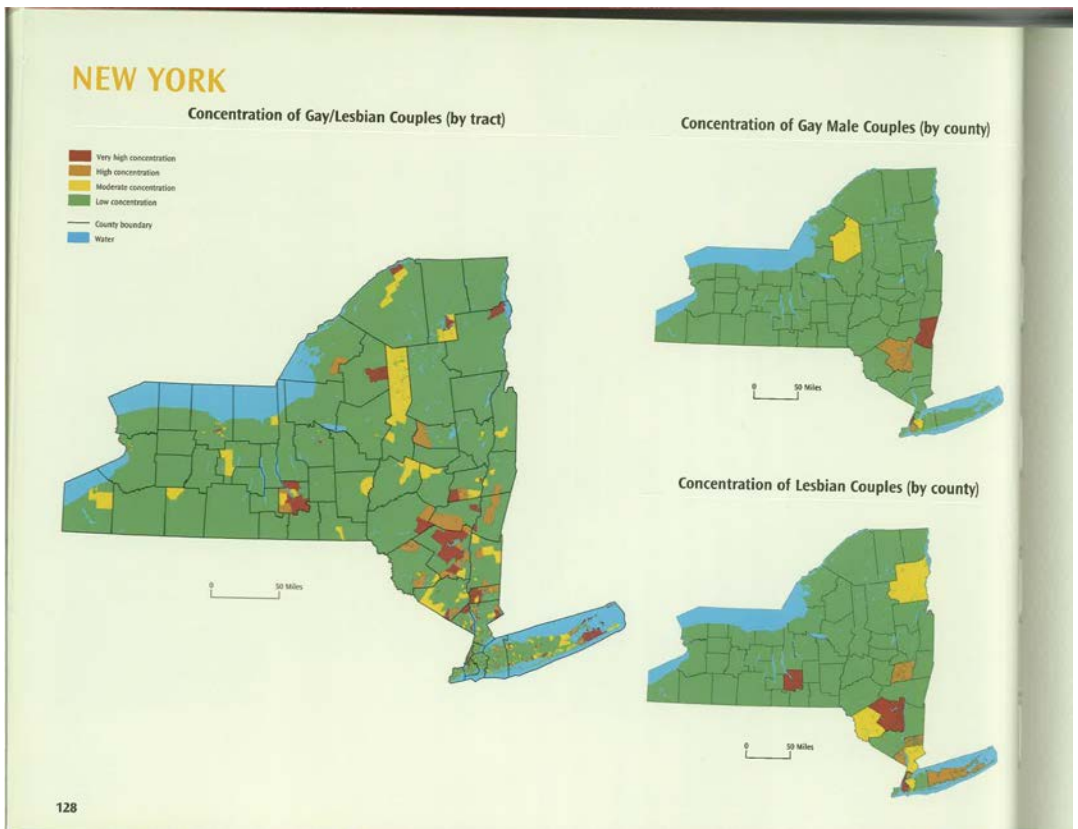 NEW YORK
Concentration of Gay/Lesbian Couples (by tract)
Very high concentration
High concentration
Moderate concentration
Low concentration
County boundary
Water
0 50 Miles
Concentration of Gay Male Couples (by county)
0 50 Miles
Concentration of Lesbian Couples (by county)
0 50 Miles
128